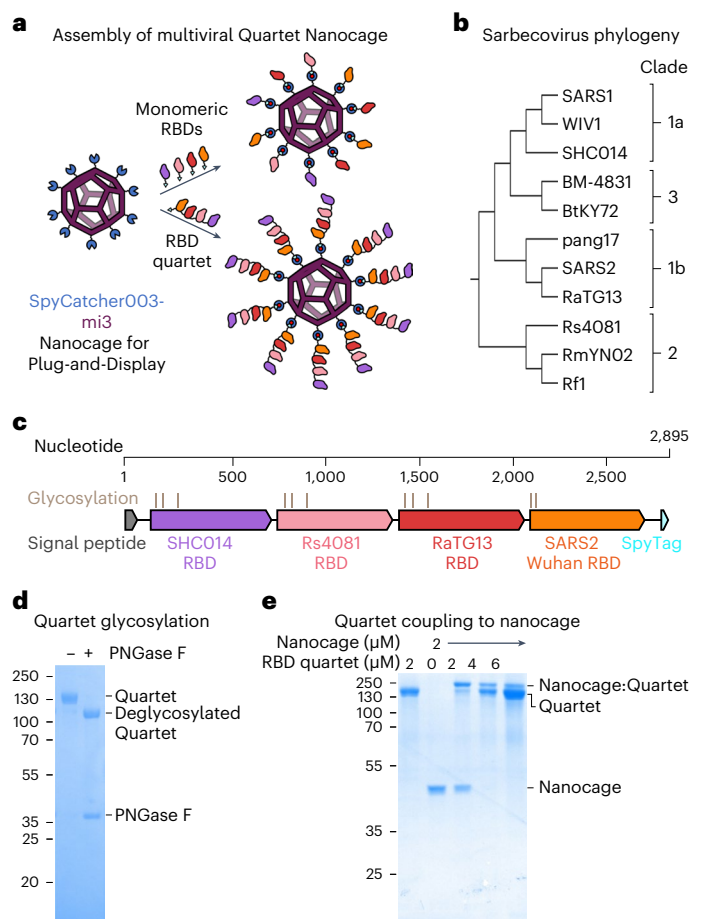 a
Assembly of multiviral Quartet Nanocage
Monomeric
RBDs
RBD
quartet
SpyCatcher003-
mi3
Nanocage for
Plug-and-Display
b
Sarbecovirus phylogeny
Clade
SARS1
WIV1
SHC014
1a
BM-4831
BtKY72
3
pang17
SARS2
RaTG13
1b
Rs4081
RmYN02
Rf1
2
c
Nucleotide
2,895
1 500 1,000 1,500 2,000 2,500
Glycosylation
Signal peptide
SHC014
RBD
Rs4081
RBD
RaTG13
RBD
SARS2
Wuhan RBD
SpyTag
d
Quartet glycosylation
– + PNGase F
250
130
100
70
55
35
25
20
Quartet
Deglycosylated
Quartet
PNGase F
e
Quartet coupling to nanocage
Nanocage (µM) 2
RBD quartet (µM) 2 0 2 4 6
250
130
100
70
55
35
25
Nanocage:Quartet
Quartet
Nanocage